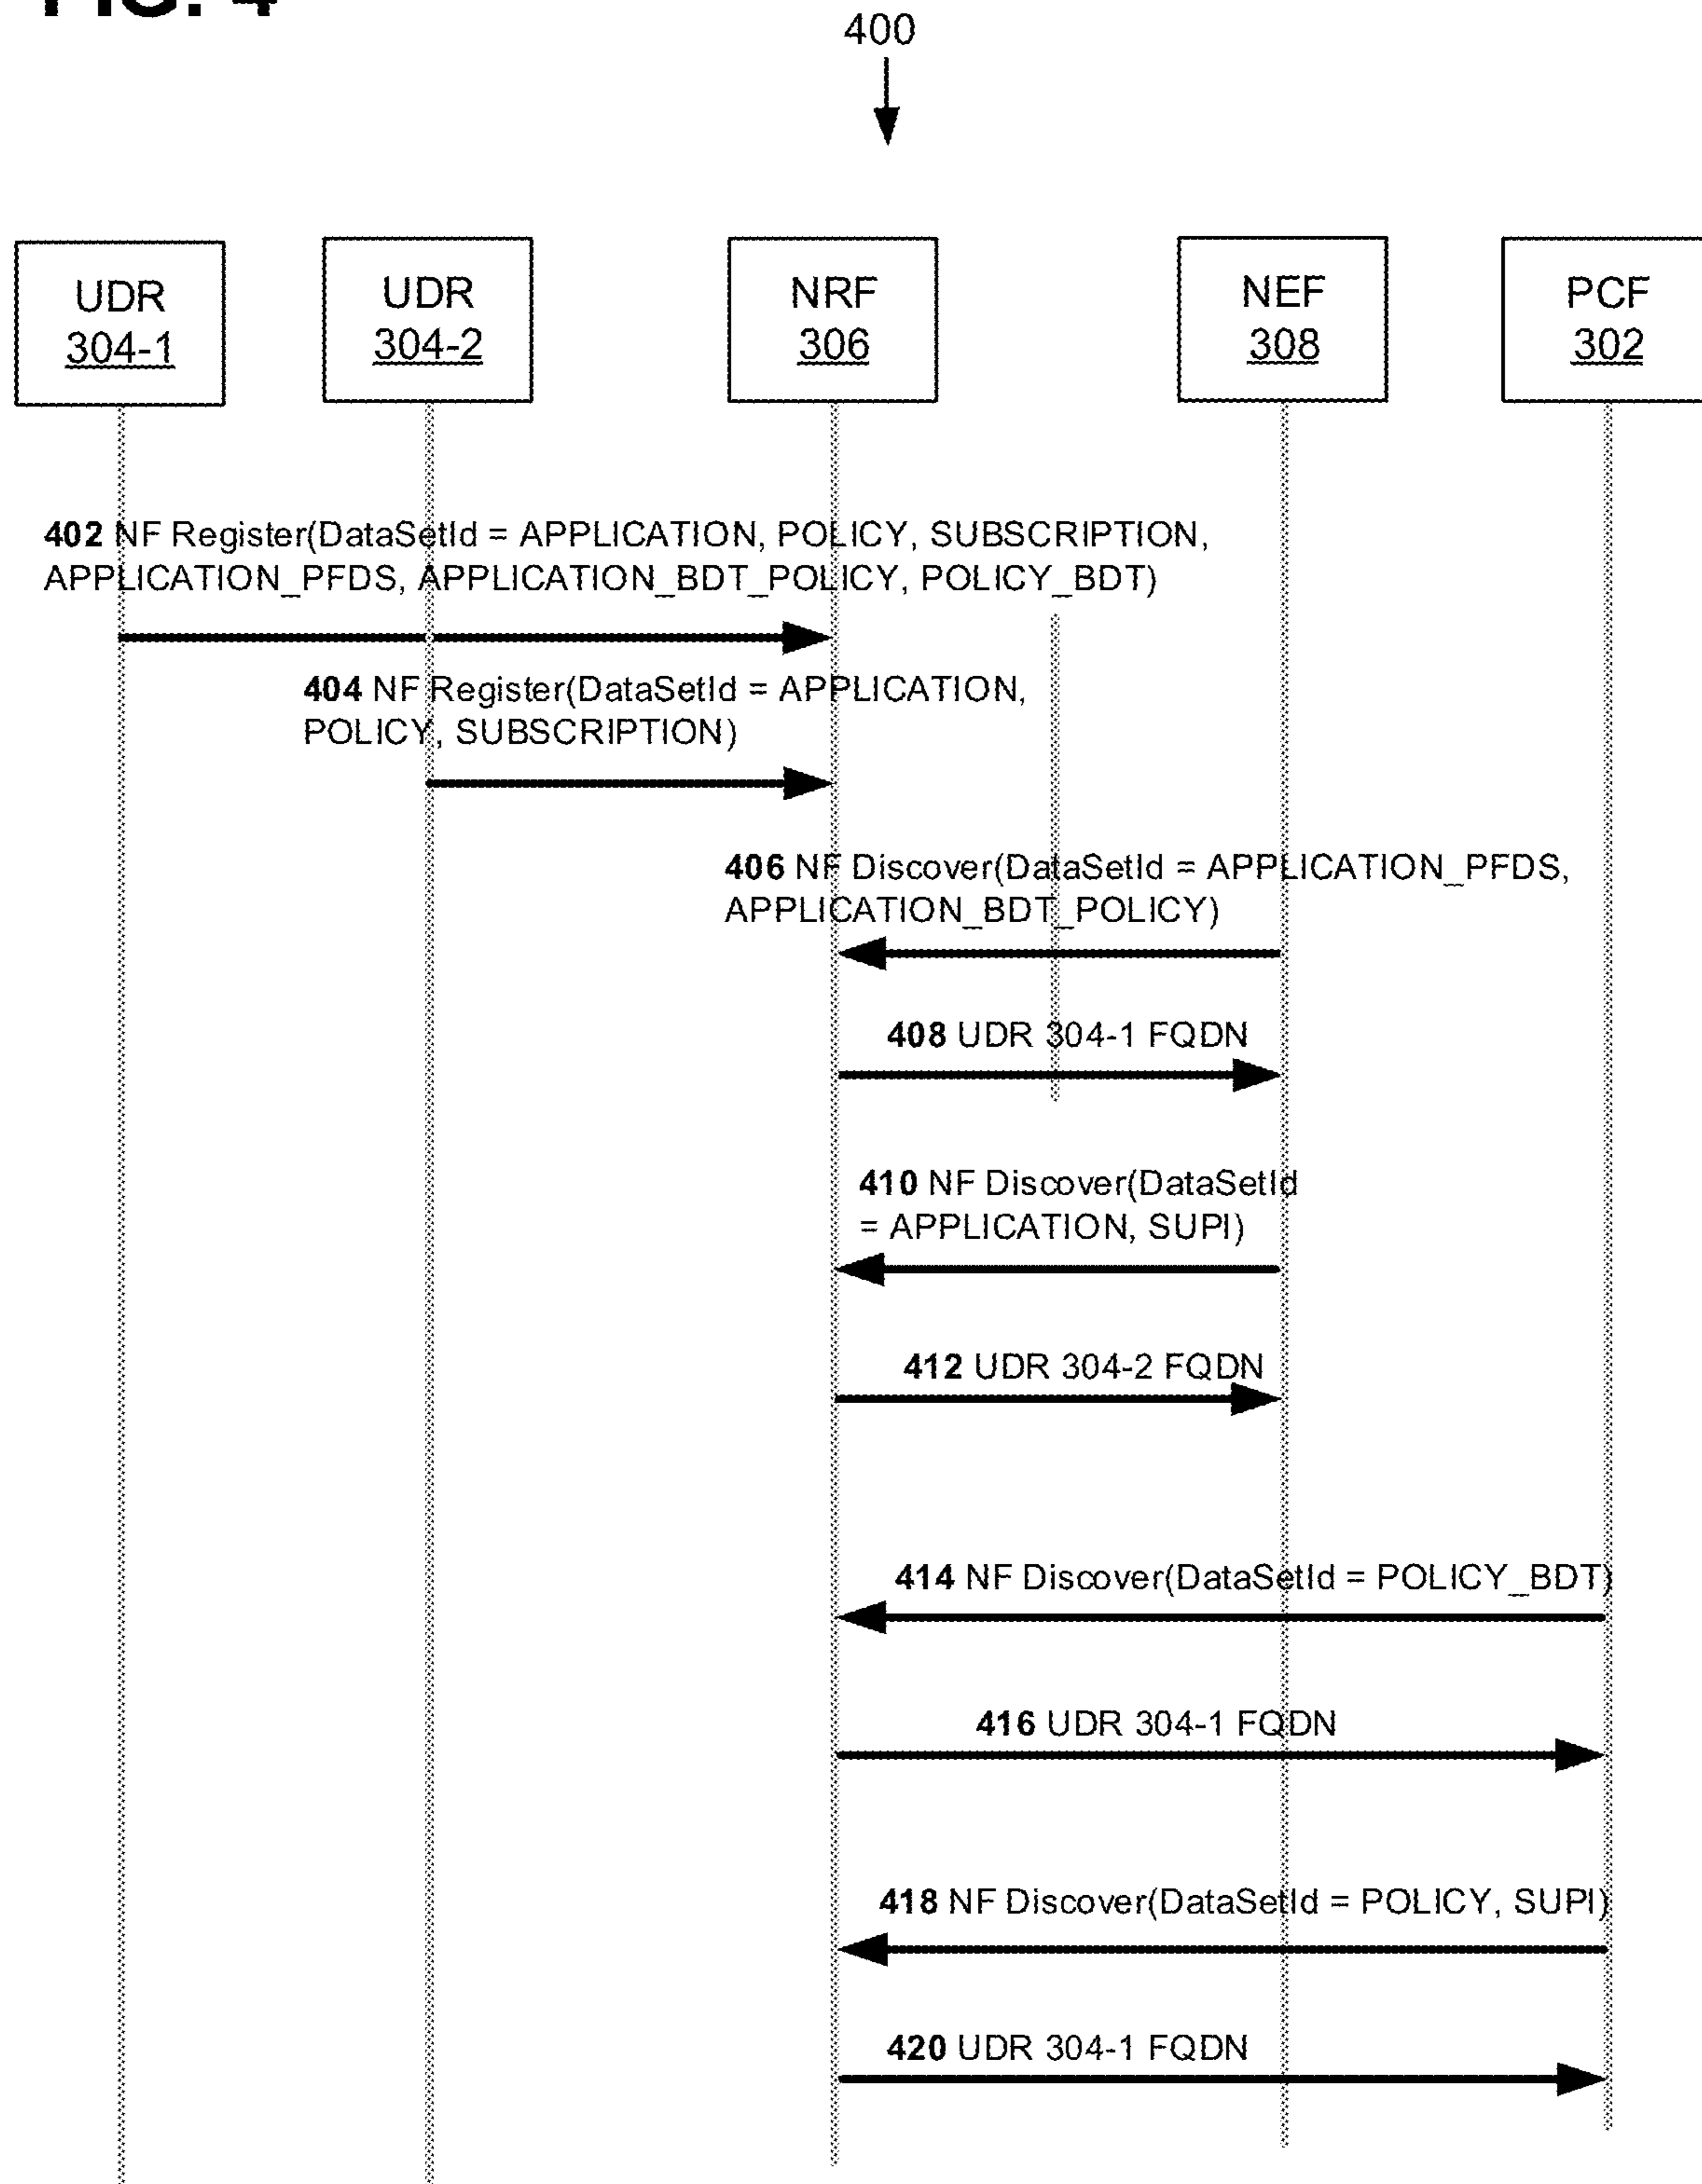 FIG. 4
400
UDR
304-1
UDR
304-2
NRF
306
NEF
308
PCF
302
402 NF Register(DataSetId = APPLICATION, POLICY, SUBSCRIPTION,
APPLICATION_PFDS, APPLICATION_BDT_POLICY, POLICY_BDT)
404 NF Register(DataSetId = APPLICATION,
POLICY, SUBSCRIPTION)
406 NF Discover(DataSetId = APPLICATION_PFDS,
APPLICATION_BDT_POLICY)
408 UDR 304-1 FQDN
410 NF Discover(DataSetId
= APPLICATION, SUPI)
412 UDR 304-2 FQDN
414 NF Discover(DataSetId = POLICY_BDT)
416 UDR 304-1 FQDN
418 NF Discover(DataSetId = POLICY, SUPI)
420 UDR 304-1 FQDN